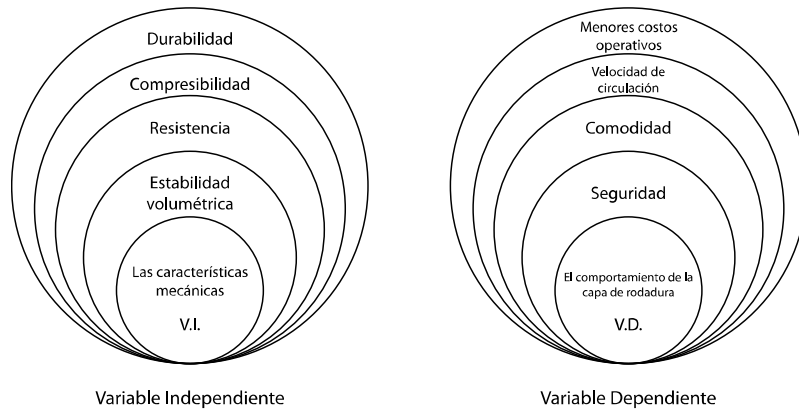 Durabilidad
Compresibilidad
Resistencia
Estabilidad
volumétrica
Las características
mecánicas
V.I.
Variable Independiente
Menores costos
operativos
Velocidad de
circulación
Comodidad
Seguridad
El comportamiento de la
capa de rodadura
V.D.
Variable Dependiente